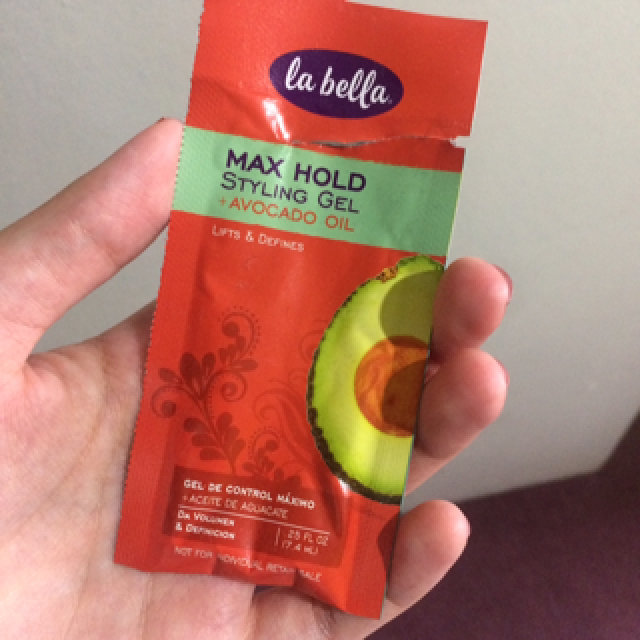 la bella
MAX HOLD
STYLING GEL
+ AVOCADO OIL
LIFTS & DEFINES
GEL DE CONTROL MÁXIMO
+ ACEITE DE AGUACATE
DA VOLUMEN
& DEFINICION
.25 FL OZ
(7.4 mL)
NOT FOR INDIVIDUAL RETAIL SALE